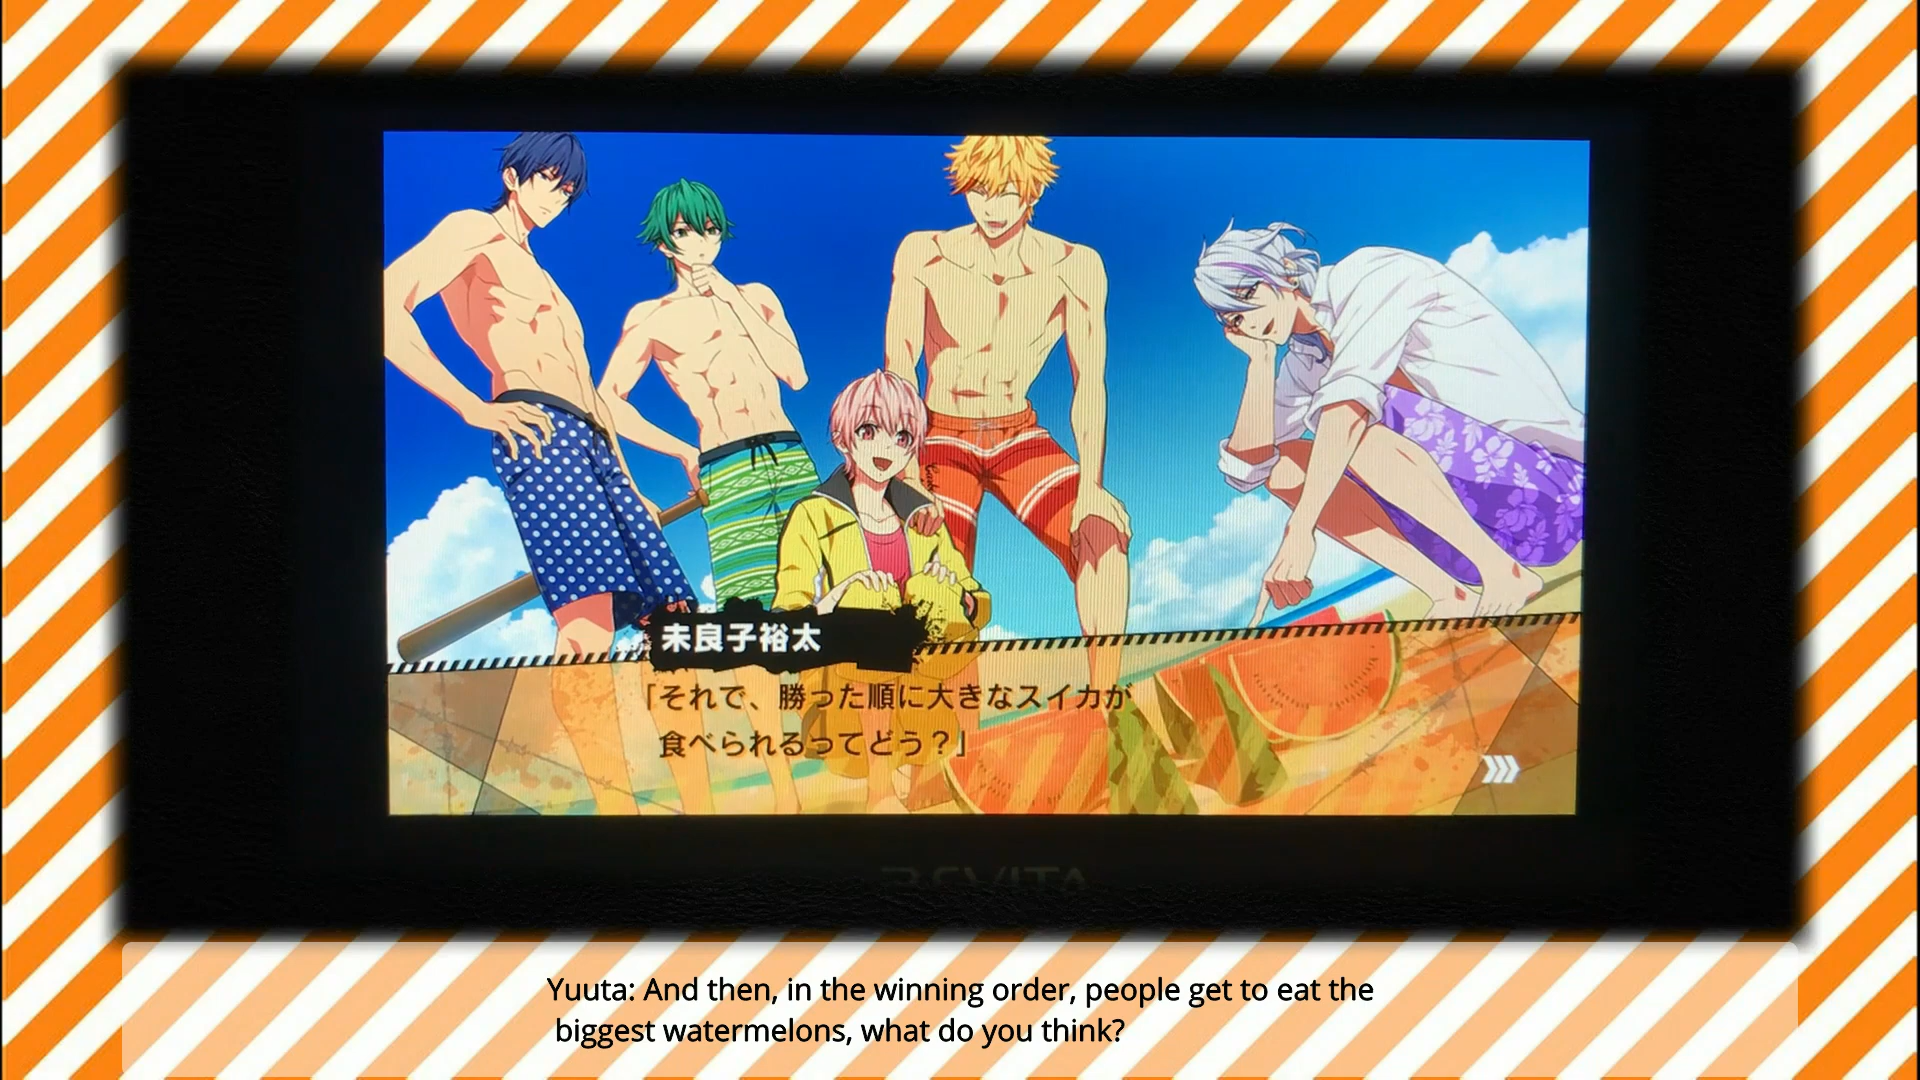 未良子裕太
「それで、勝った順に大きなスイカが
食べられるってどう？」
PSVITA
Yuuta: And then, in the winning order, people get to eat the
biggest watermelons, what do you think?